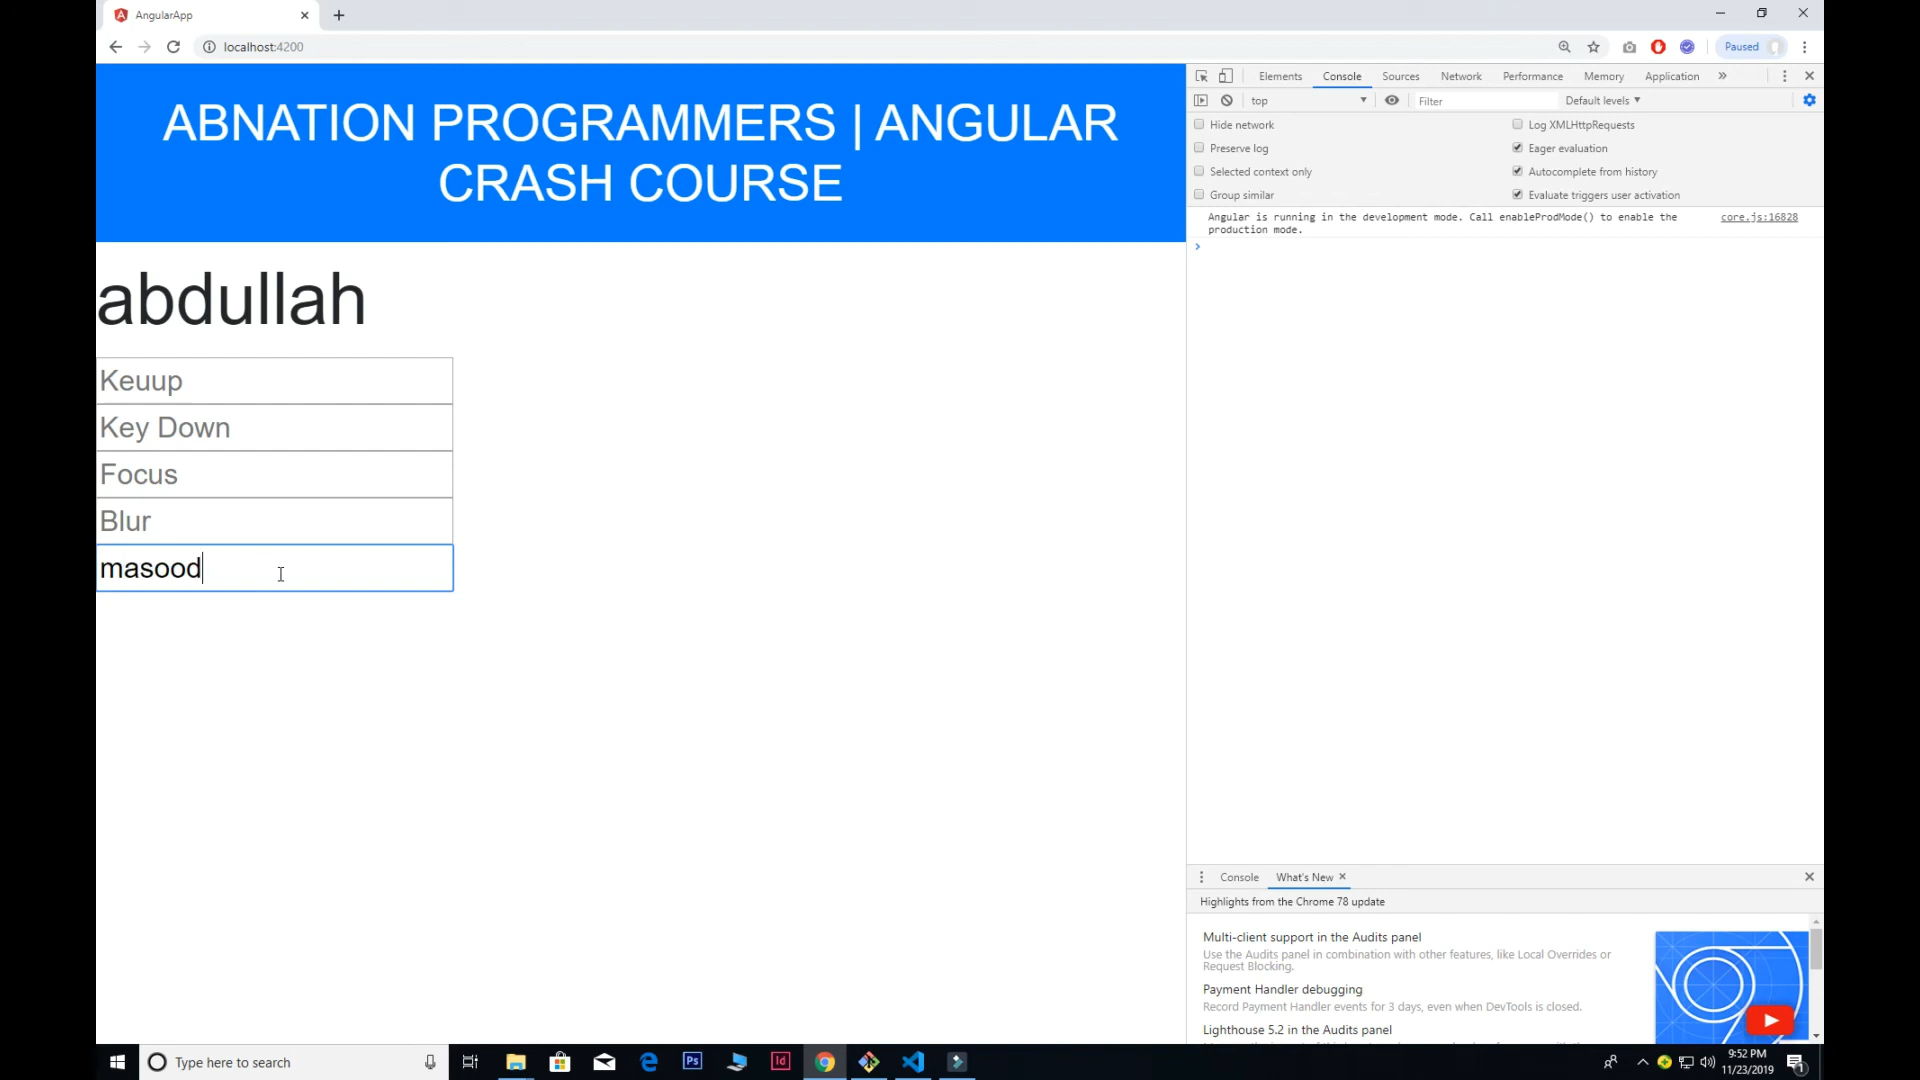 AngularApp
localhost:4200
Paused
ABNATION PROGRAMMERS | ANGULAR
CRASH COURSE
abdullah
Keuup
Key Down
Focus
Blur
masood
Elements Console Sources Network Performance Memory Application
top Filter Default levels
Hide network Log XMLHttpRequests
Preserve log Eager evaluation
Selected context only Autocomplete from history
Group similar Evaluate triggers user activation
Angular is running in the development mode. Call enableProdMode() to enable the core.js:16828
production mode.
Console What's New
Highlights from the Chrome 78 update
Multi-client support in the Audits panel
Use the Audits panel in combination with other features, like Local Overrides or
Request Blocking.
Payment Handler debugging
Record Payment Handler events for 3 days, even when DevTools is closed.
Lighthouse 5.2 in the Audits panel
Type here to search
Ps
Id
9:52 PM
11/23/2019
1